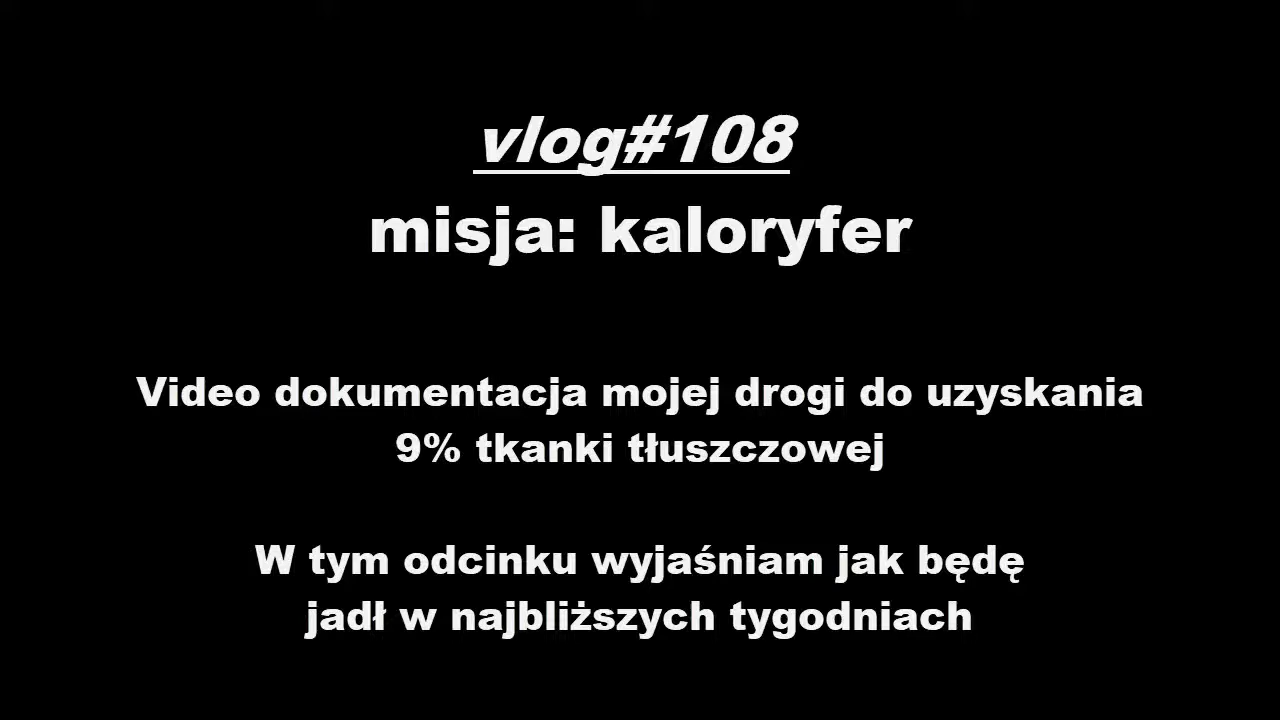 vlog#108
misja: kaloryfer
Video dokumentacja mojej drogi do uzyskania
9% tkanki tłuszczowej
W tym odcinku wyjaśniam jak będę
jadł w najbliższych tygodniach